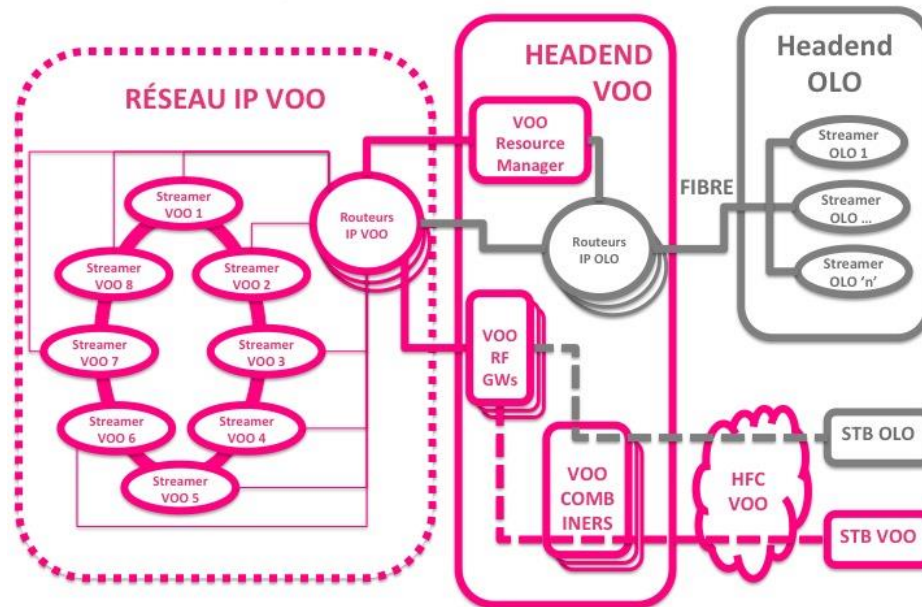 RÉSEAU IP VOO
HEADEND
VOO
Headend
OLO
VOO
Resource
Manager
Streamer
OLO 1
Streamer
OLO ...
Streamer
OLO 'n'
FIBRE
Routeurs
IP VOO
Routeurs
IP OLO
Streamer
VOO 1
Streamer
VOO 8
Streamer
VOO 2
Streamer
VOO 7
Streamer
VOO 3
Streamer
VOO 6
Streamer
VOO 4
Streamer
VOO 5
VOO
RF
GWs
VOO
COMB
INERS
HFC
VOO
STB OLO
STB VOO